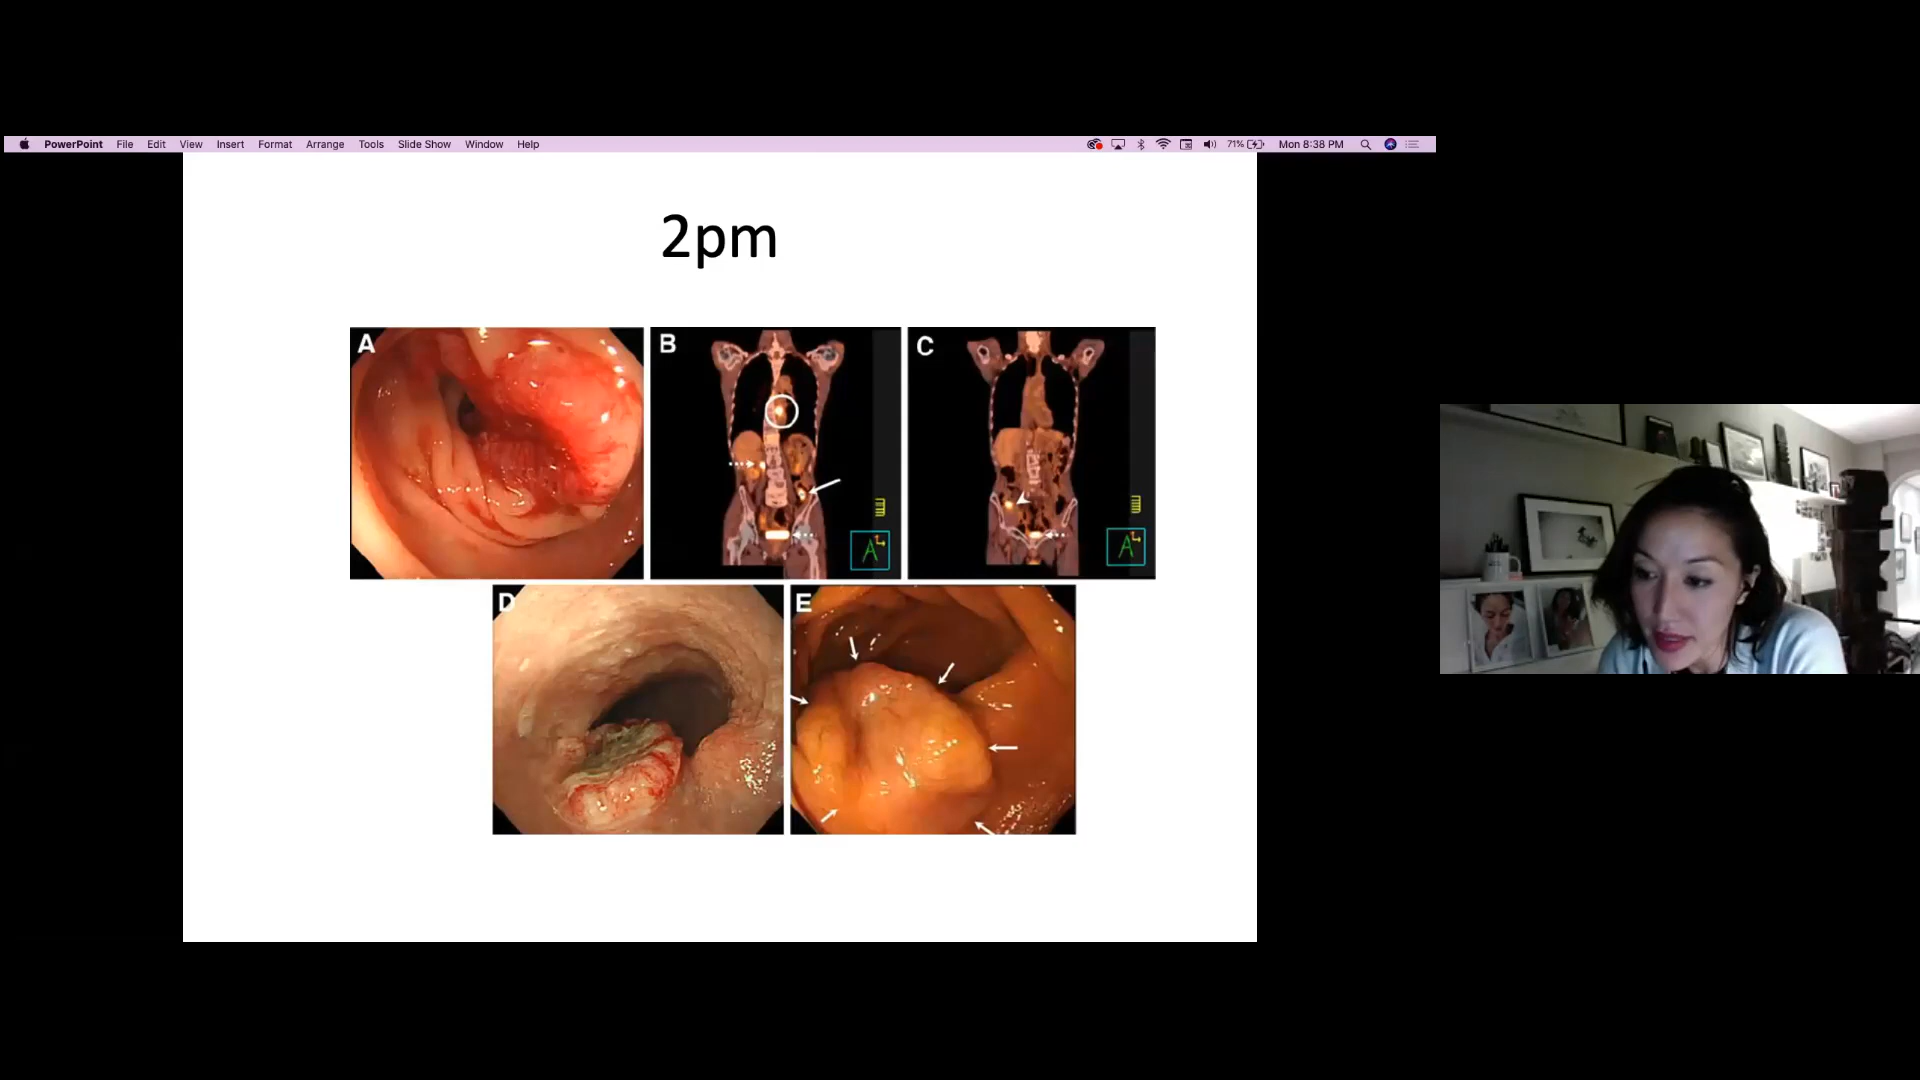 PowerPoint File Edit View Insert Format Arrange Tools Slide Show Window Help 71% Mon 8:38 PM
2pm
A B C
A A
D E